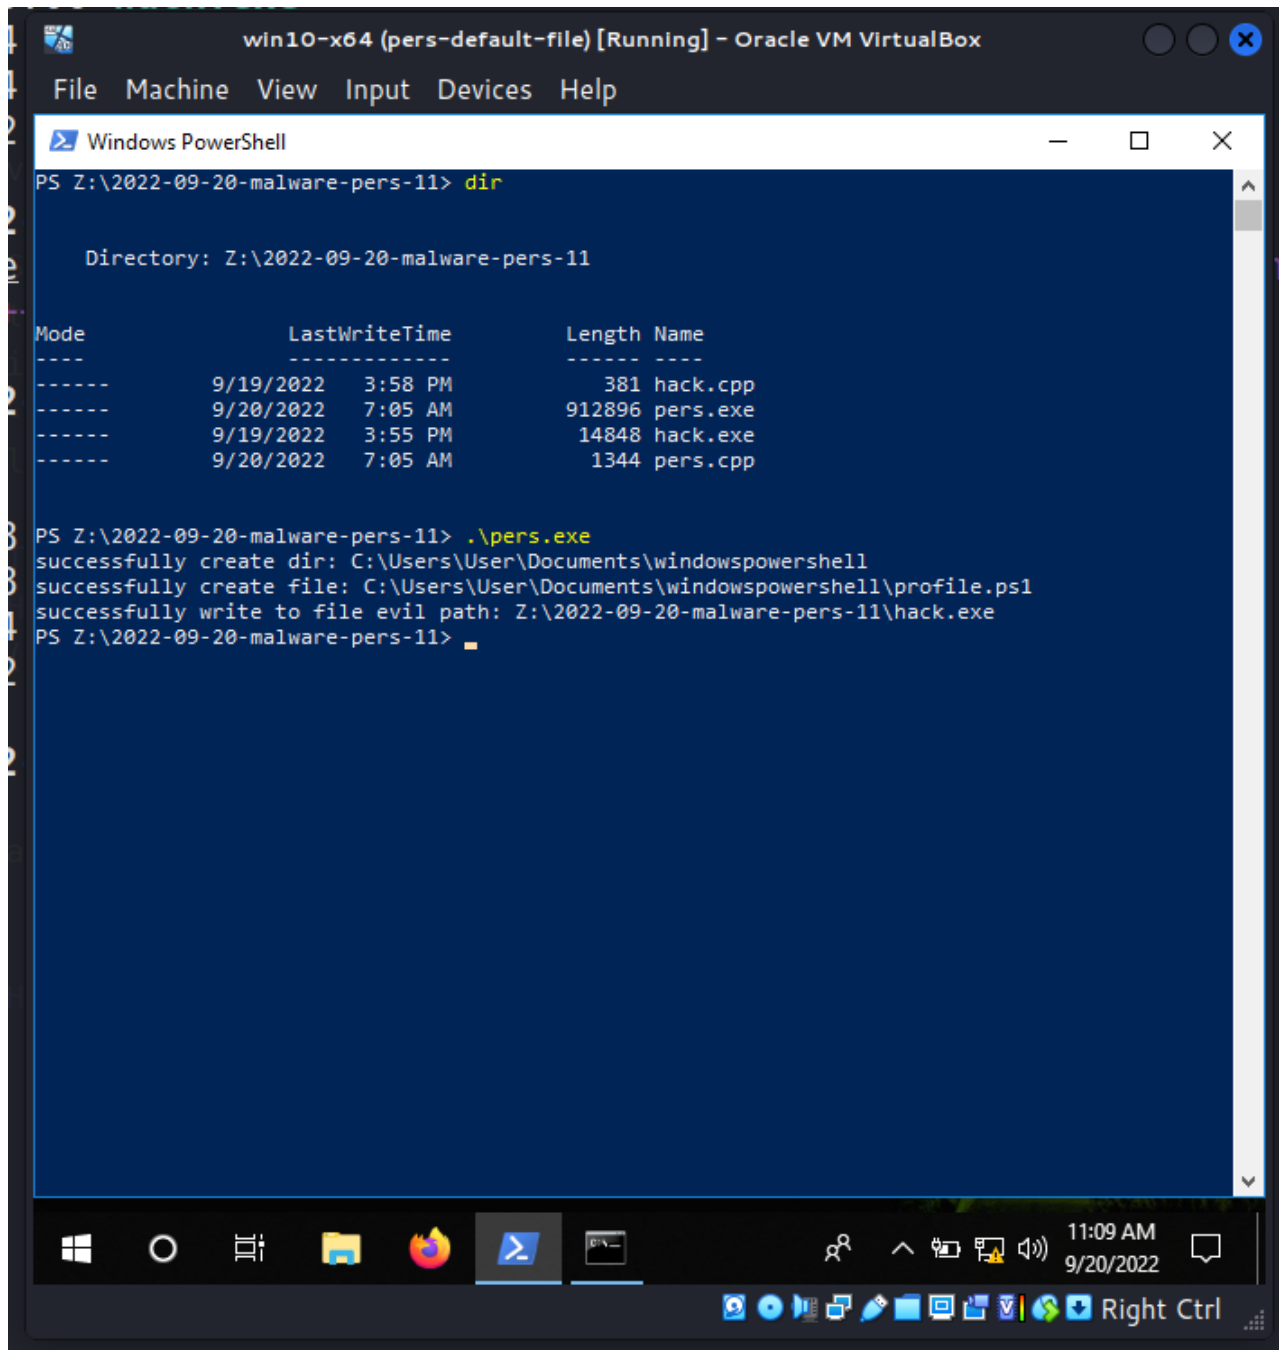 win10-x64 (pers-default-file) [Running] - Oracle VM VirtualBox
File Machine View Input Devices Help
Windows PowerShell
PS Z:\2022-09-20-malware-pers-11> dir
Directory: Z:\2022-09-20-malware-pers-11
Mode LastWriteTime Length Name
---- ------------- ------ ----
------ 9/19/2022 3:58 PM 381 hack.cpp
------ 9/20/2022 7:05 AM 912896 pers.exe
------ 9/19/2022 3:55 PM 14848 hack.exe
------ 9/20/2022 7:05 AM 1344 pers.cpp
PS Z:\2022-09-20-malware-pers-11> .\pers.exe
successfully create dir: C:\Users\User\Documents\windowspowershell
successfully create file: C:\Users\User\Documents\windowspowershell\profile.ps1
successfully write to file evil path: Z:\2022-09-20-malware-pers-11\hack.exe
PS Z:\2022-09-20-malware-pers-11>
11:09 AM
9/20/2022
Right Ctrl